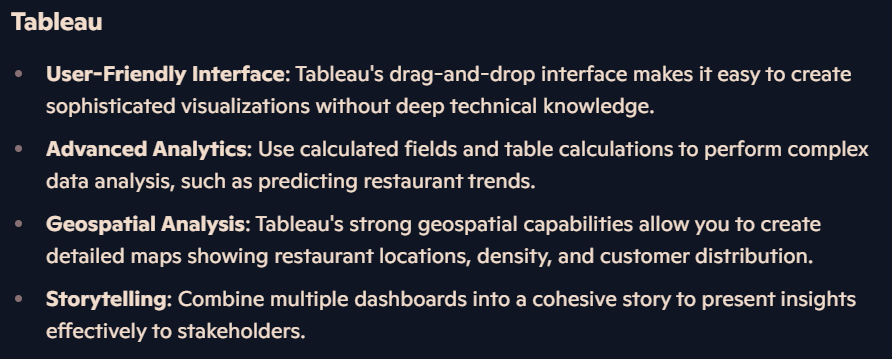 Tableau
• User-Friendly Interface: Tableau's drag-and-drop interface makes it easy to create
sophisticated visualizations without deep technical knowledge.
• Advanced Analytics: Use calculated fields and table calculations to perform complex
data analysis, such as predicting restaurant trends.
• Geospatial Analysis: Tableau's strong geospatial capabilities allow you to create
detailed maps showing restaurant locations, density, and customer distribution.
• Storytelling: Combine multiple dashboards into a cohesive story to present insights
effectively to stakeholders.